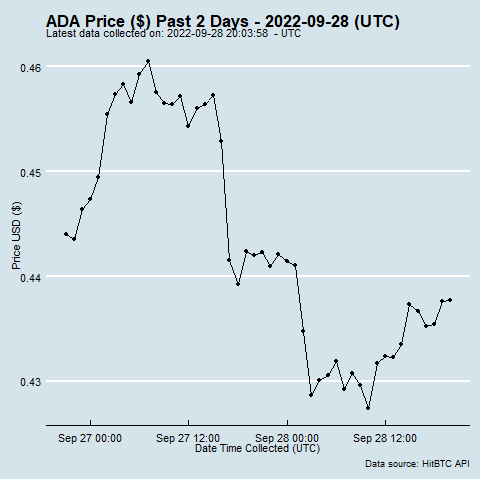 ADA Price ($) Past 2 Days - 2022-09-28 (UTC)
Latest data collected on: 2022-09-28 20:03:58 - UTC
0.46
0.45
0.44
0.43
Price USD ($)
Sep 27 00:00 Sep 27 12:00 Sep 28 00:00 Sep 28 12:00
Date Time Collected (UTC)
Data source: HitBTC API